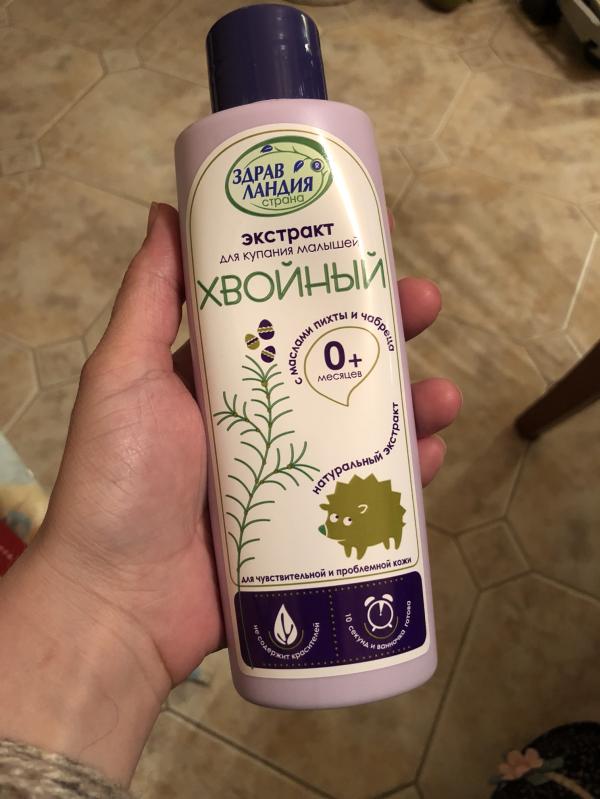 ЗДРАВ
ЛАНДИЯ
страна
экстракт
для купания малышей
ХВОЙНЫЙ
с маслами пихты и чабреца
0+
месяцев
натуральный экстракт
для чувствительной и проблемной кожи
не содержит красителей
10 секунд и ванночка готова